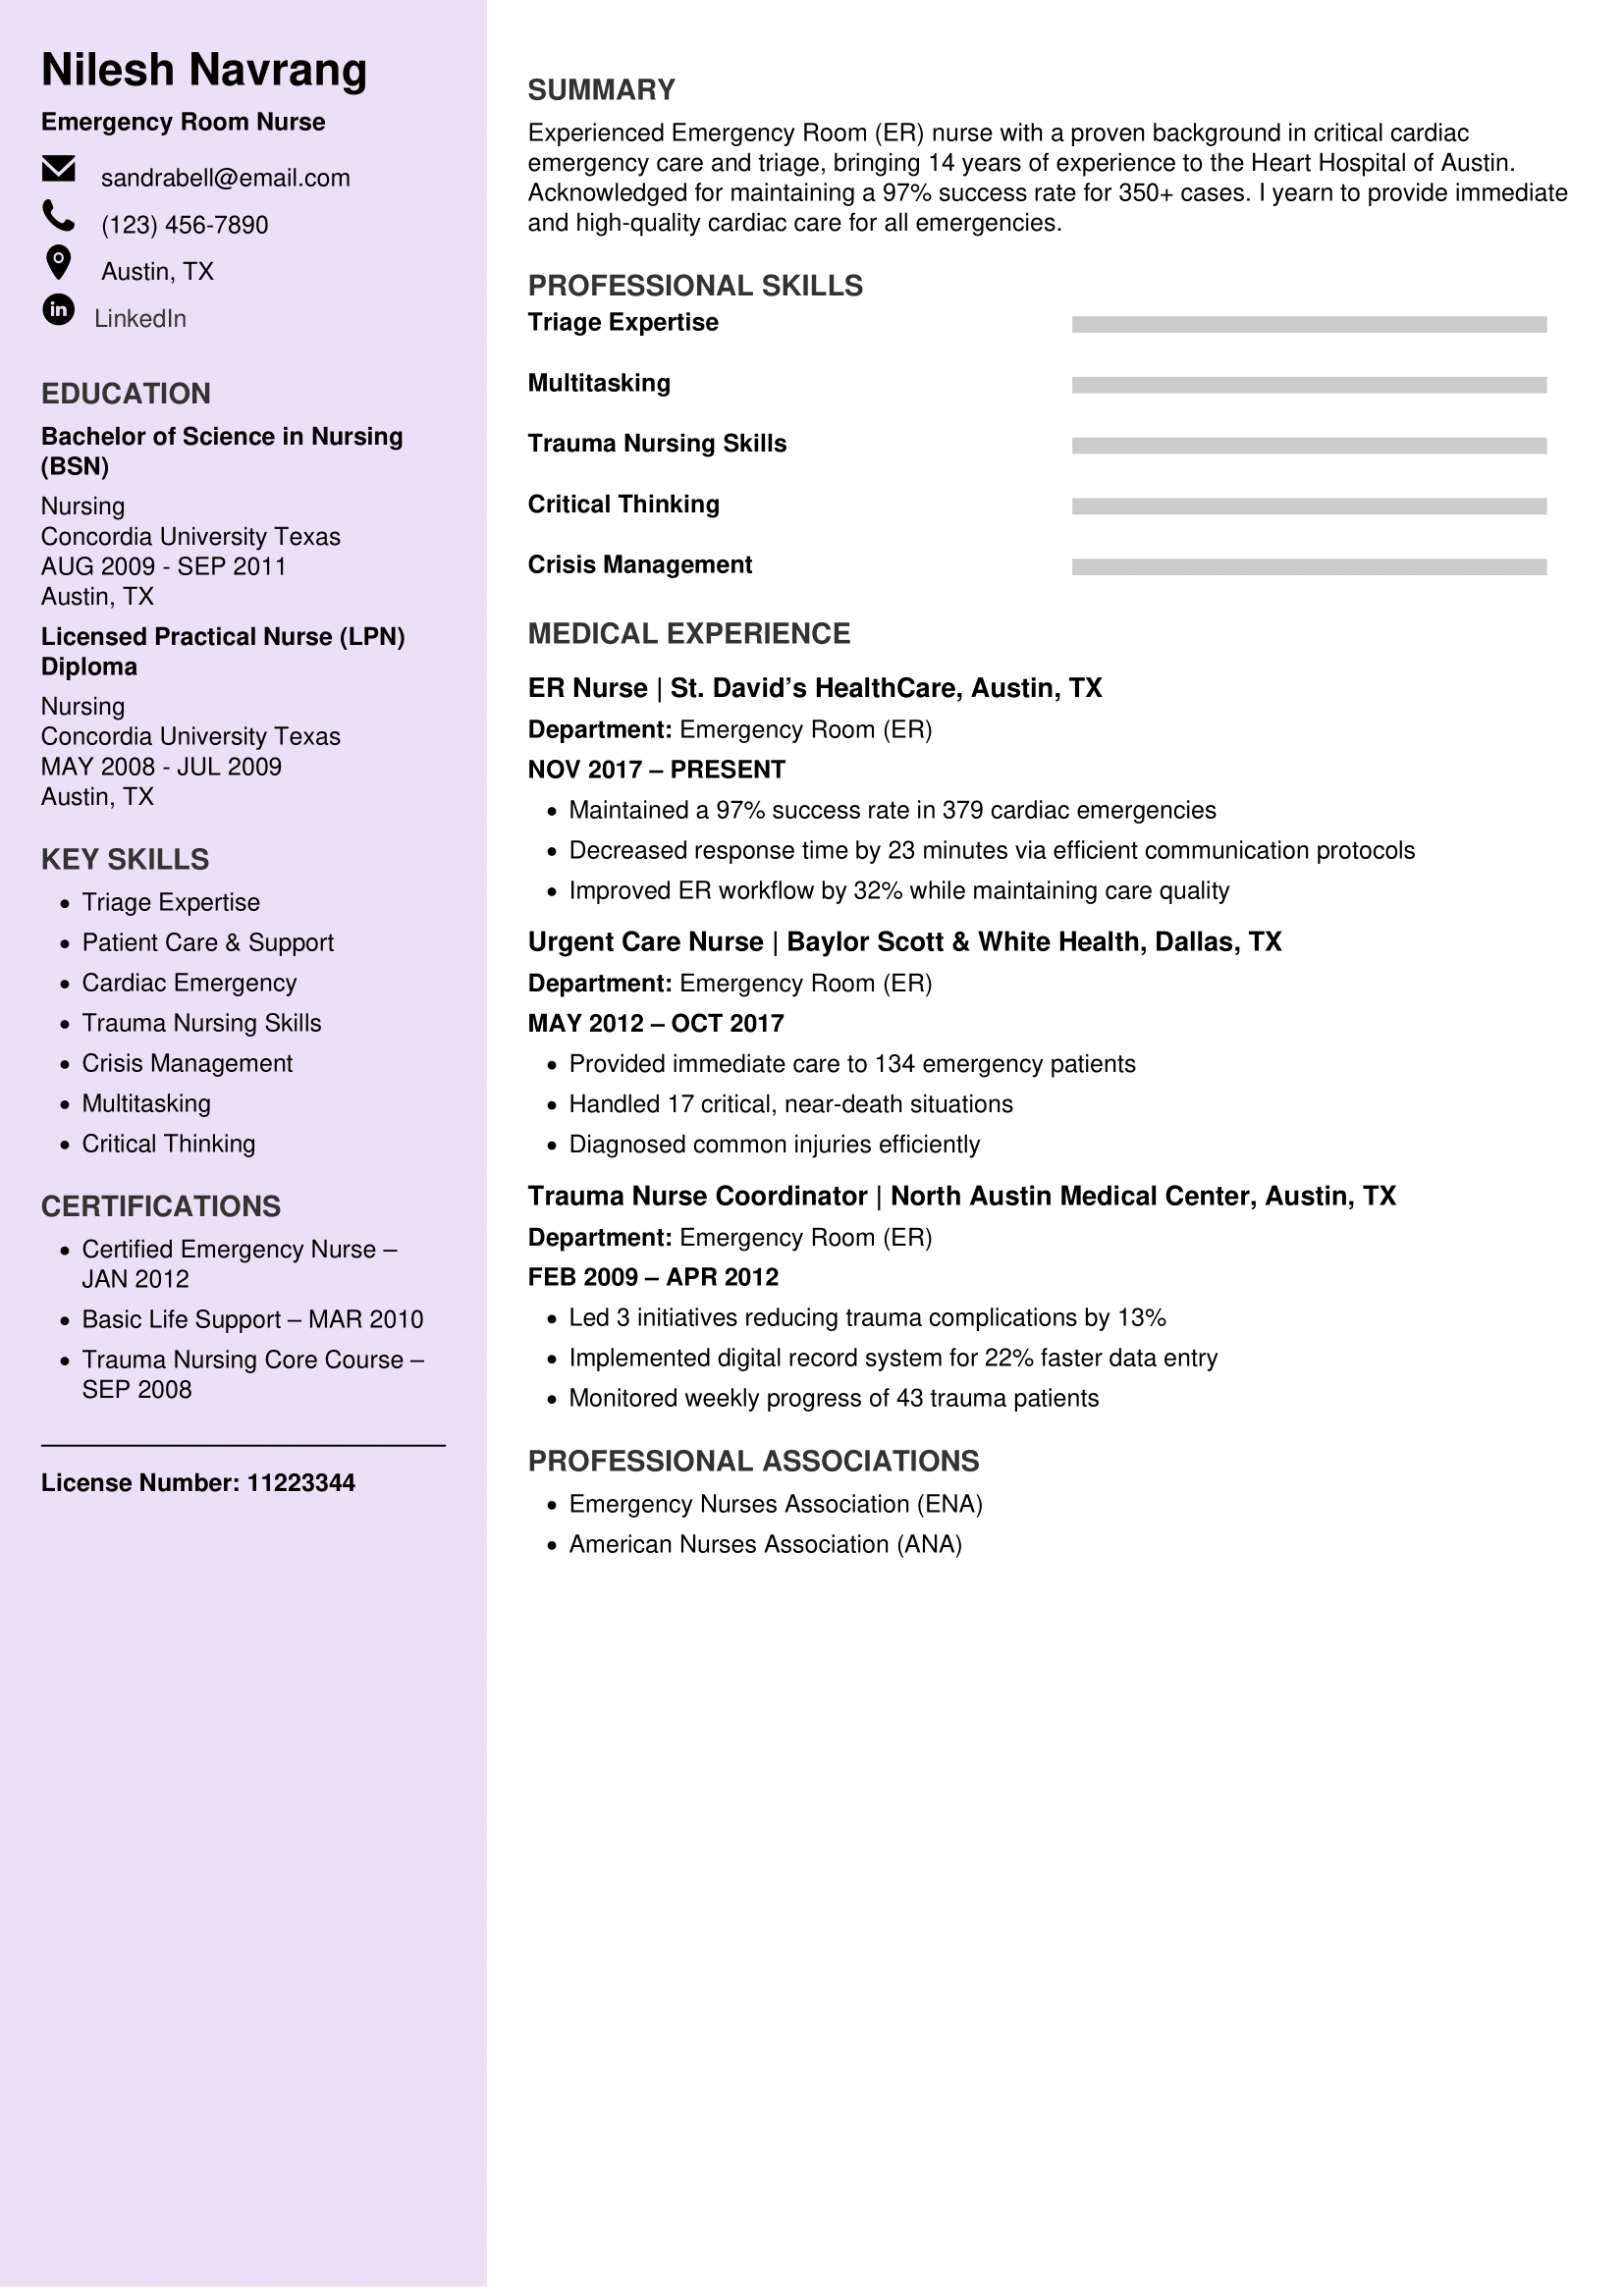 Nilesh Navrang
Emergency Room Nurse
sandrabell@email.com
(123) 456-7890
Austin, TX
in LinkedIn
EDUCATION
Bachelor of Science in Nursing
(BSN)
Nursing
Concordia University Texas
AUG 2009 - SEP 2011
Austin, TX
Licensed Practical Nurse (LPN)
Diploma
Nursing
Concordia University Texas
MAY 2008 - JUL 2009
Austin, TX
KEY SKILLS
• Triage Expertise
• Patient Care & Support
• Cardiac Emergency
• Trauma Nursing Skills
• Crisis Management
• Multitasking
• Critical Thinking
CERTIFICATIONS
• Certified Emergency Nurse –
JAN 2012
• Basic Life Support – MAR 2010
• Trauma Nursing Core Course –
SEP 2008
License Number: 11223344
SUMMARY
Experienced Emergency Room (ER) nurse with a proven background in critical cardiac
emergency care and triage, bringing 14 years of experience to the Heart Hospital of Austin.
Acknowledged for maintaining a 97% success rate for 350+ cases. I yearn to provide immediate
and high-quality cardiac care for all emergencies.
PROFESSIONAL SKILLS
Triage Expertise
Multitasking
Trauma Nursing Skills
Critical Thinking
Crisis Management
MEDICAL EXPERIENCE
ER Nurse | St. David’s HealthCare, Austin, TX
Department: Emergency Room (ER)
NOV 2017 – PRESENT
• Maintained a 97% success rate in 379 cardiac emergencies
• Decreased response time by 23 minutes via efficient communication protocols
• Improved ER workflow by 32% while maintaining care quality
Urgent Care Nurse | Baylor Scott & White Health, Dallas, TX
Department: Emergency Room (ER)
MAY 2012 – OCT 2017
• Provided immediate care to 134 emergency patients
• Handled 17 critical, near-death situations
• Diagnosed common injuries efficiently
Trauma Nurse Coordinator | North Austin Medical Center, Austin, TX
Department: Emergency Room (ER)
FEB 2009 – APR 2012
• Led 3 initiatives reducing trauma complications by 13%
• Implemented digital record system for 22% faster data entry
• Monitored weekly progress of 43 trauma patients
PROFESSIONAL ASSOCIATIONS
• Emergency Nurses Association (ENA)
• American Nurses Association (ANA)